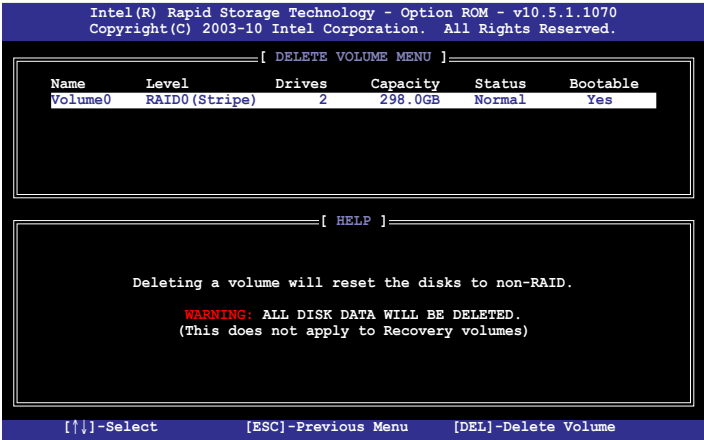 Intel(R) Rapid Storage Technology - Option ROM - v10.5.1.1070
Copyright(C) 2003-10 Intel Corporation. All Rights Reserved.
[ DELETE VOLUME MENU ]
Name Level Drives Capacity Status Bootable
Volume0 RAID0(Stripe) 2 298.0GB Normal Yes
[ HELP ]
Deleting a volume will reset the disks to non-RAID.
WARNING: ALL DISK DATA WILL BE DELETED.
(This does not apply to Recovery volumes)
[↑↓]-Select [ESC]-Previous Menu [DEL]-Delete Volume